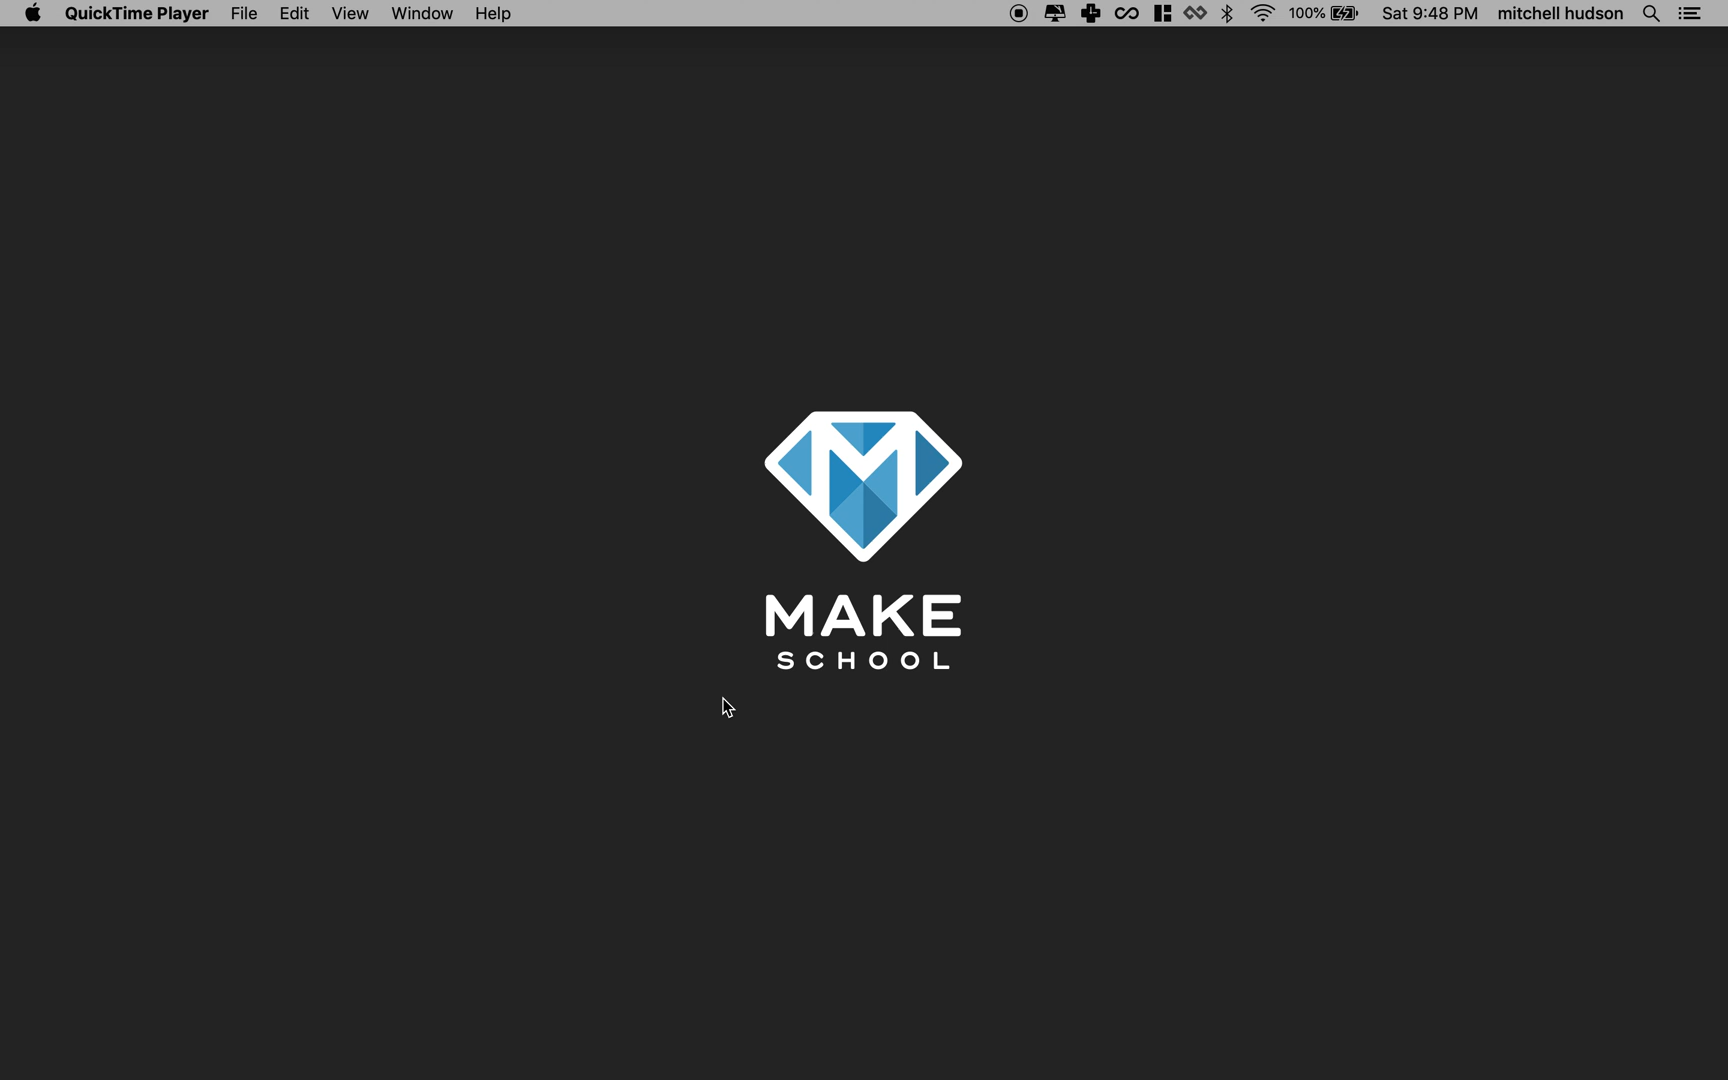 QuickTime Player File Edit View Window Help 100% Sat 9:48 PM mitchell hudson
MAKE
SCHOOL